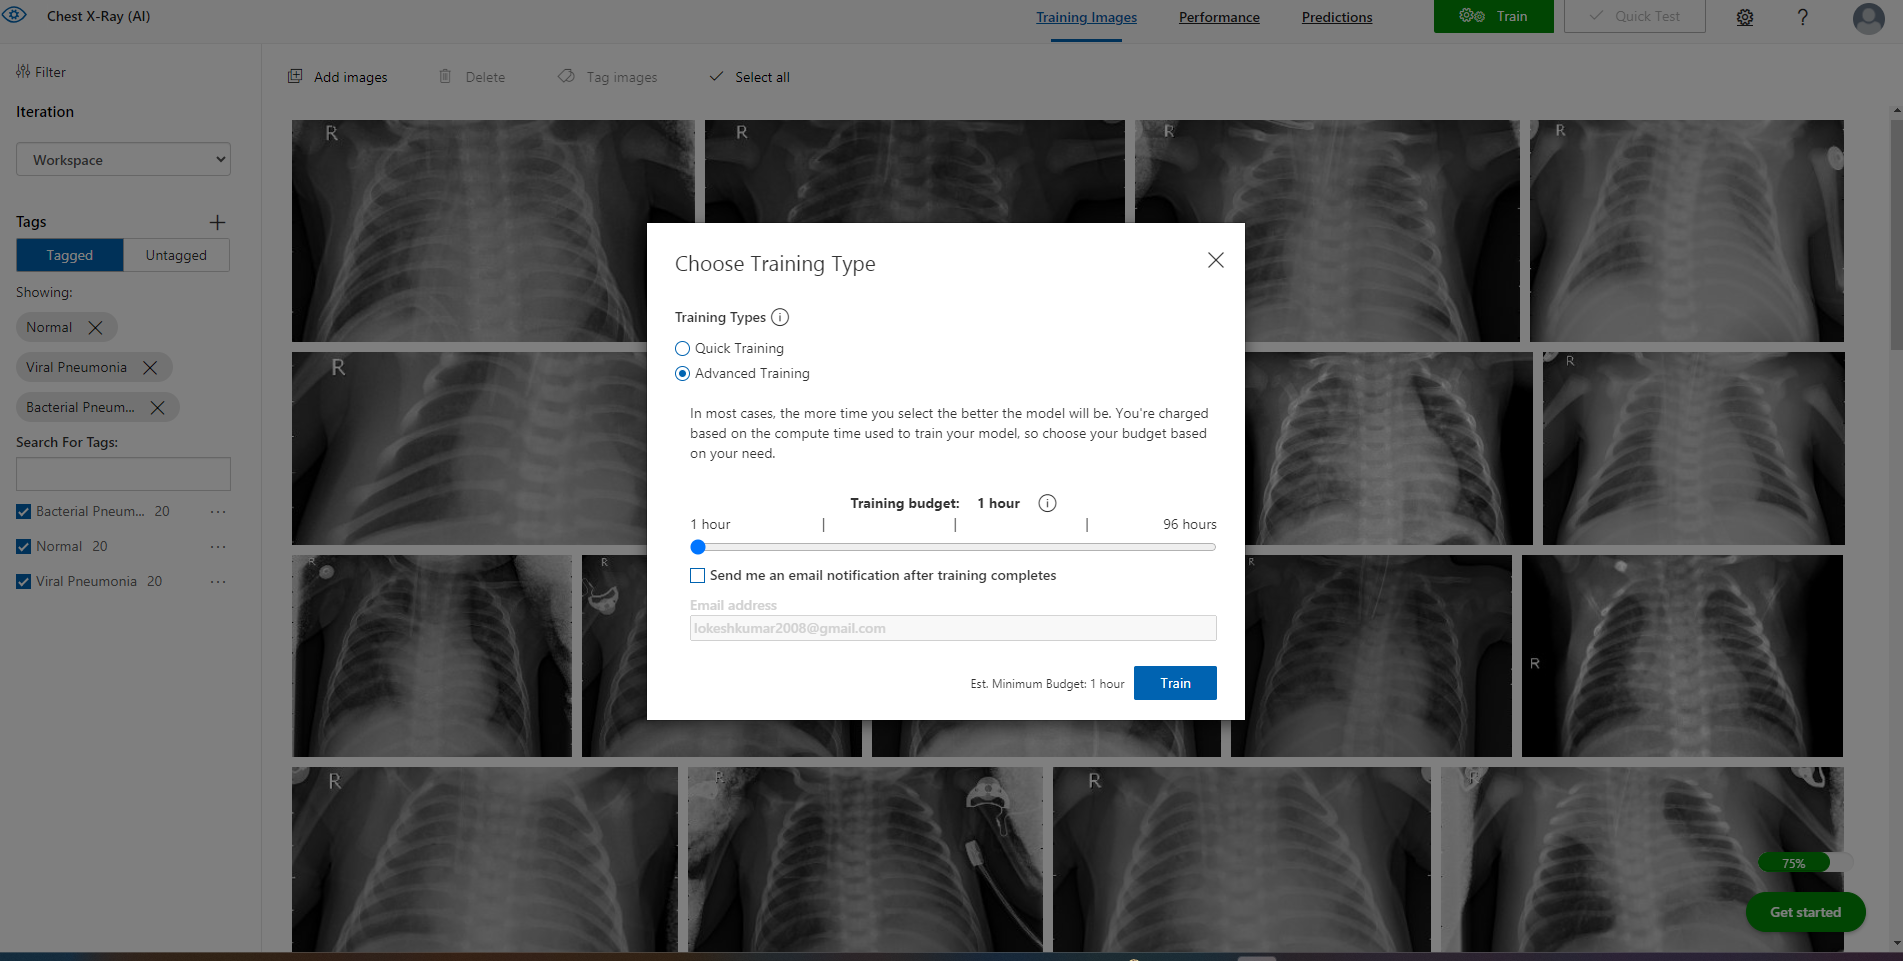 Chest X-Ray (AI)
Training Images
Performance
Predictions
Train
Quick Test
?
Filter
Add images
Delete
Tag images
Select all
Iteration
Workspace
Tags
Tagged
Untagged
Showing:
Normal
Viral Pneumonia
Bacterial Pneum...
Search For Tags:
Bacterial Pneum... 20 ...
Normal 20 ...
Viral Pneumonia 20 ...
R
R
R
R
R
R
R
R
R
R
R
R
R
R
Choose Training Type
Training Types
Quick Training
Advanced Training
In most cases, the more time you select the better the model will be. You're charged
based on the compute time used to train your model, so choose your budget based
on your need.
Training budget: 1 hour
1 hour | | | 96 hours
Send me an email notification after training completes
Email address
lokeshkumar2008@gmail.com
Est. Minimum Budget: 1 hour
Train
75%
Get started